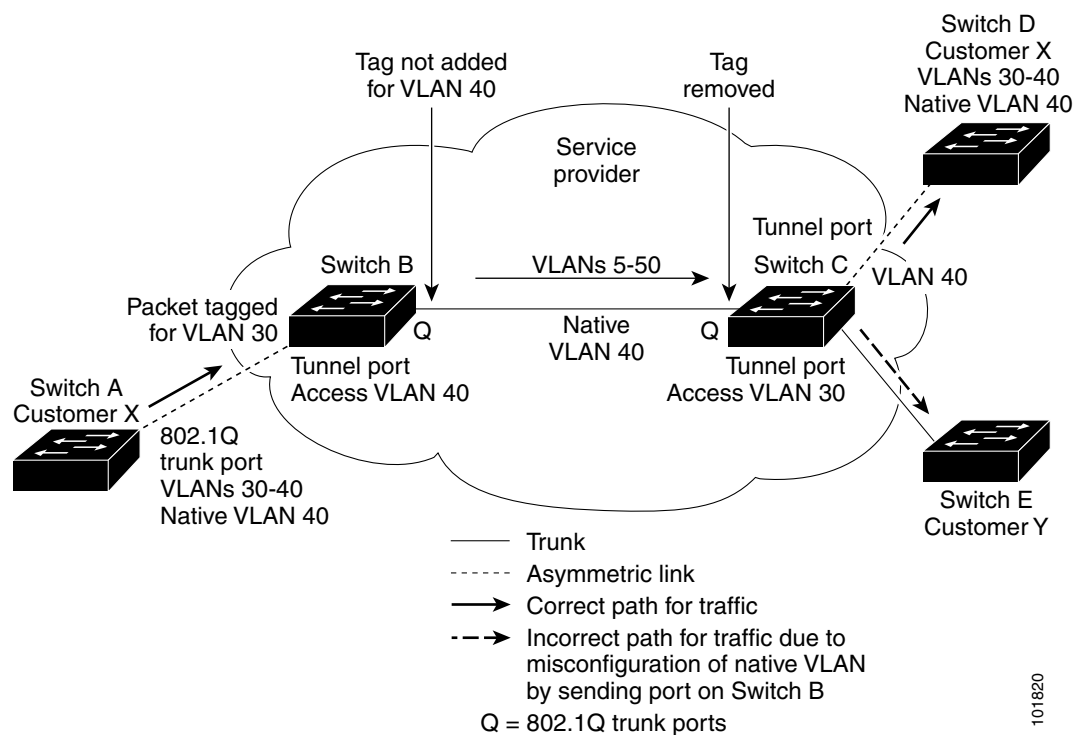 Tag not added
for VLAN 40
Tag
removed
Switch D
Customer X
VLANs 30-40
Native VLAN 40
Service
provider
Tunnel port
Switch B
VLANs 5-50
Switch C
VLAN 40
Packet tagged
for VLAN 30
Q
Native
VLAN 40
Q
Tunnel port
Access VLAN 40
Tunnel port
Access VLAN 30
Switch A
Customer X
802.1Q
trunk port
VLANs 30-40
Native VLAN 40
Switch E
Customer Y
Trunk
Asymmetric link
Correct path for traffic
Incorrect path for traffic due to
misconfiguration of native VLAN
by sending port on Switch B
Q = 802.1Q trunk ports
101820